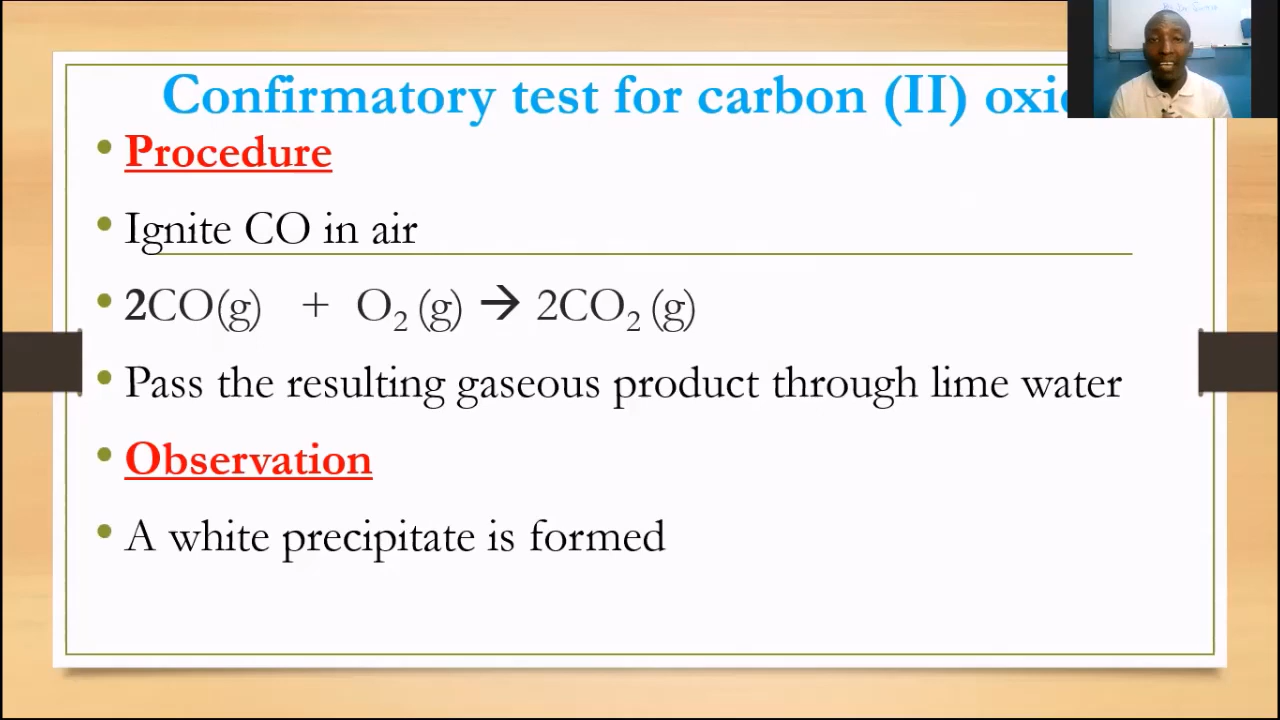 Confirmatory test for carbon (II)
Procedure
Ignite CO in air
2CO(g) + O₂ (g) → 2CO₂ (g)
Pass the resulting gaseous product through lime water
Observation
A white precipitate is formed